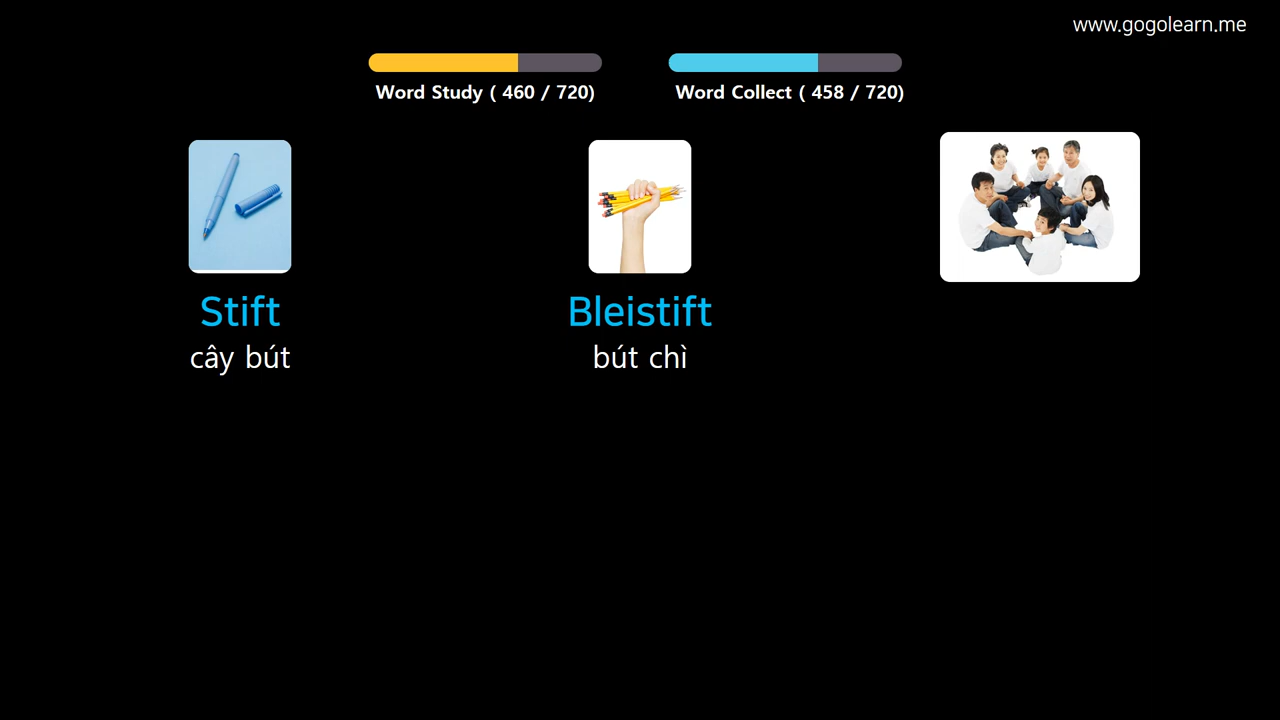 www.gogolearn.me
Word Study ( 460 / 720)
Word Collect ( 458 / 720)
Stift
cây bút
Bleistift
bút chì